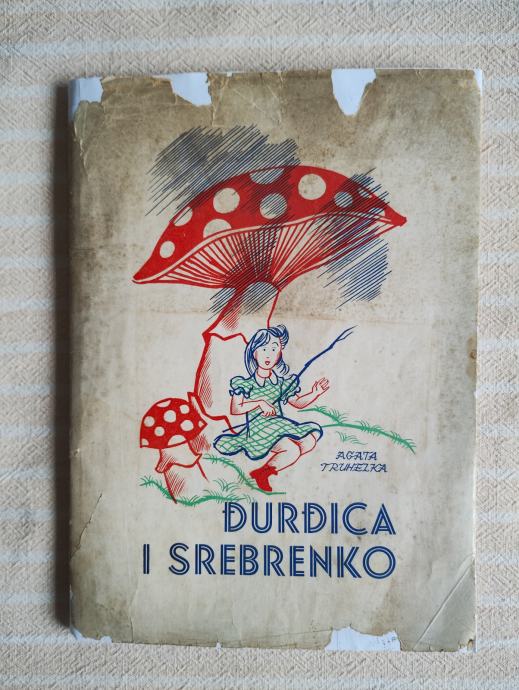 AGATA
TRUHELKA
ĐURĐICA
I SREBRENKO